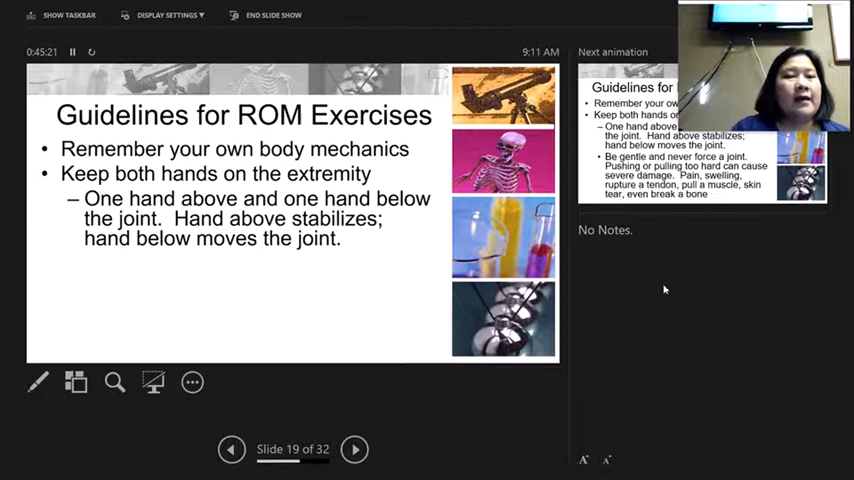 SHOW TASKBAR
DISPLAY SETTINGS ▼
END SLIDE SHOW
0:45:21
9:11 AM
Guidelines for ROM Exercises
• Remember your own body mechanics
• Keep both hands on the extremity
– One hand above and one hand below
the joint. Hand above stabilizes;
hand below moves the joint.
Slide 19 of 32
Next animation
Guidelines for
• Remember your own
• Keep both hands on
– One hand above
the joint. Hand above stabilizes;
hand below moves the joint.
• Be gentle and never force a joint.
Pushing or pulling too hard can cause
severe damage. Pain, swelling,
rupture a tendon, pull a muscle, skin
tear, even break a bone
No Notes.
A
A